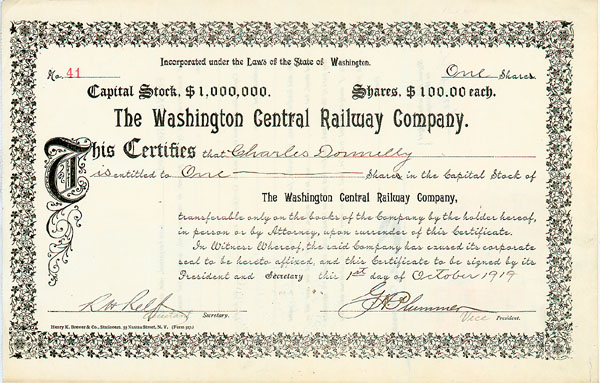 Incorporated under the Laws of the State of Washington.
No. 41 One Shares
Capital Stock, $1,000,000. Shares, $100.00 each.
The Washington Central Railway Company.
This Certifies that Charles Donnelly
is entitled to One Shares in the Capital Stock of
The Washington Central Railway Company,
transferable only on the books of the Company by the holder hereof,
in person or by Attorney, upon surrender of this Certificate.
In Witness Whereof, the said Company has caused its corporate
seal to be hereto affixed, and this Certificate to be signed by its
President and Secretary this 1st day of October 1919
R H Relf Assistant Secretary. Plummer Vice President.
Henry K. Brewer & Co., Stationers, 53 Nassau Street, N. Y.